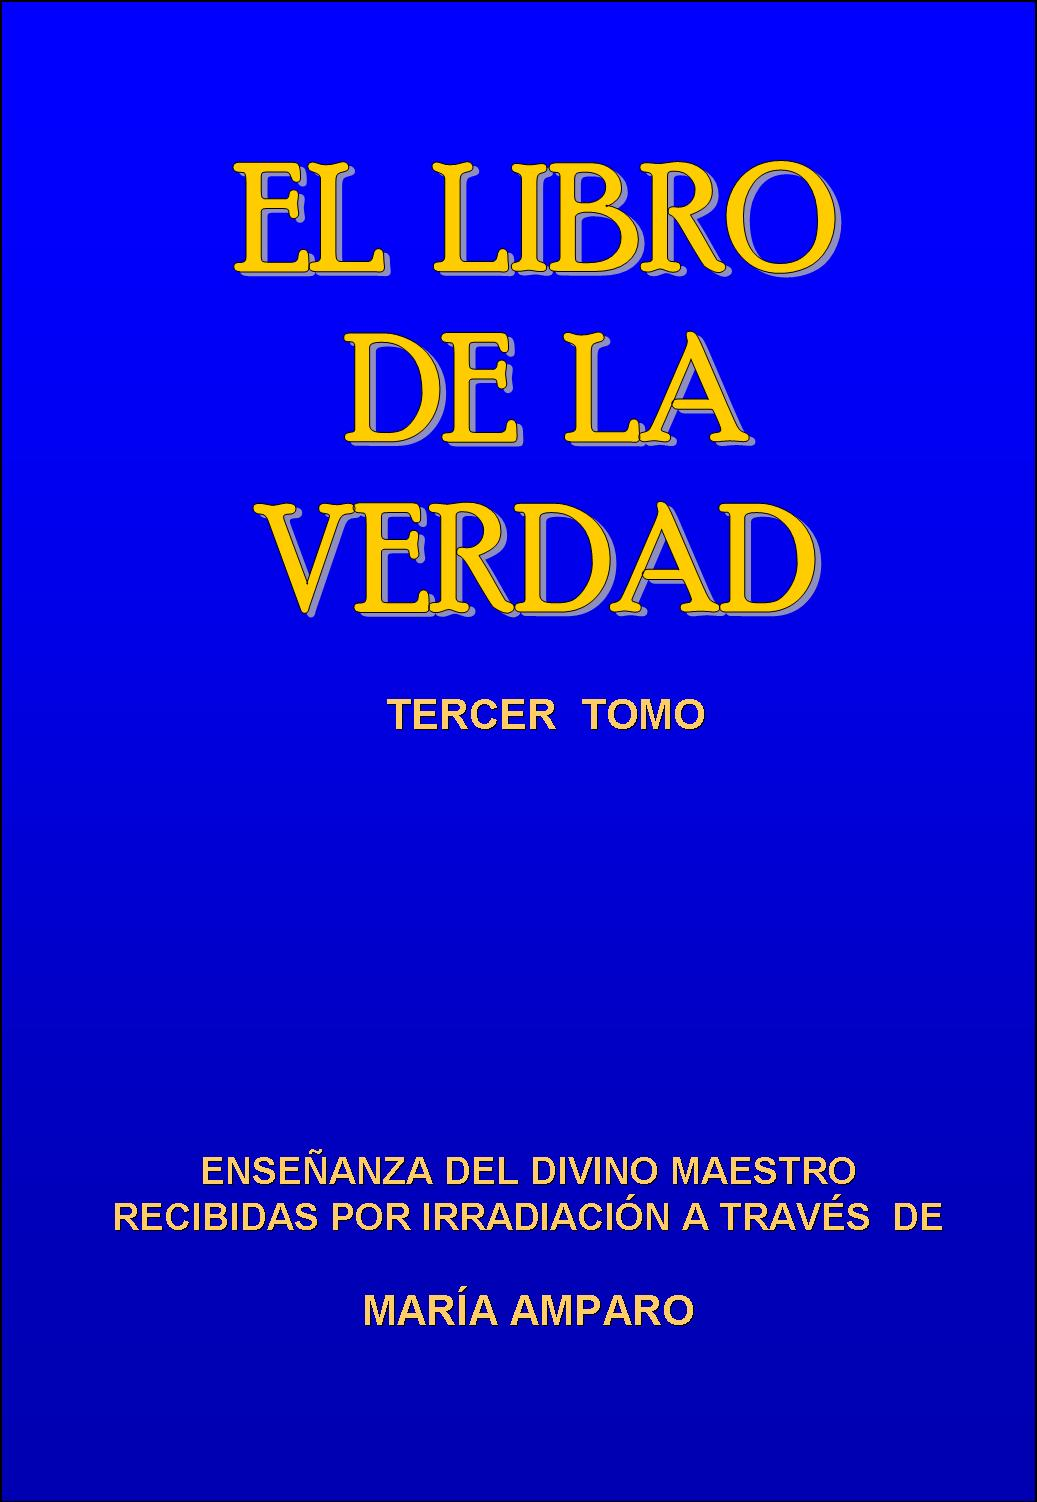 EL LIBRO
DE LA
VERDAD
TERCER TOMO
ENSEÑANZA DEL DIVINO MAESTRO
RECIBIDAS POR IRRADIACIÓN A TRAVÉS DE
MARÍA AMPARO